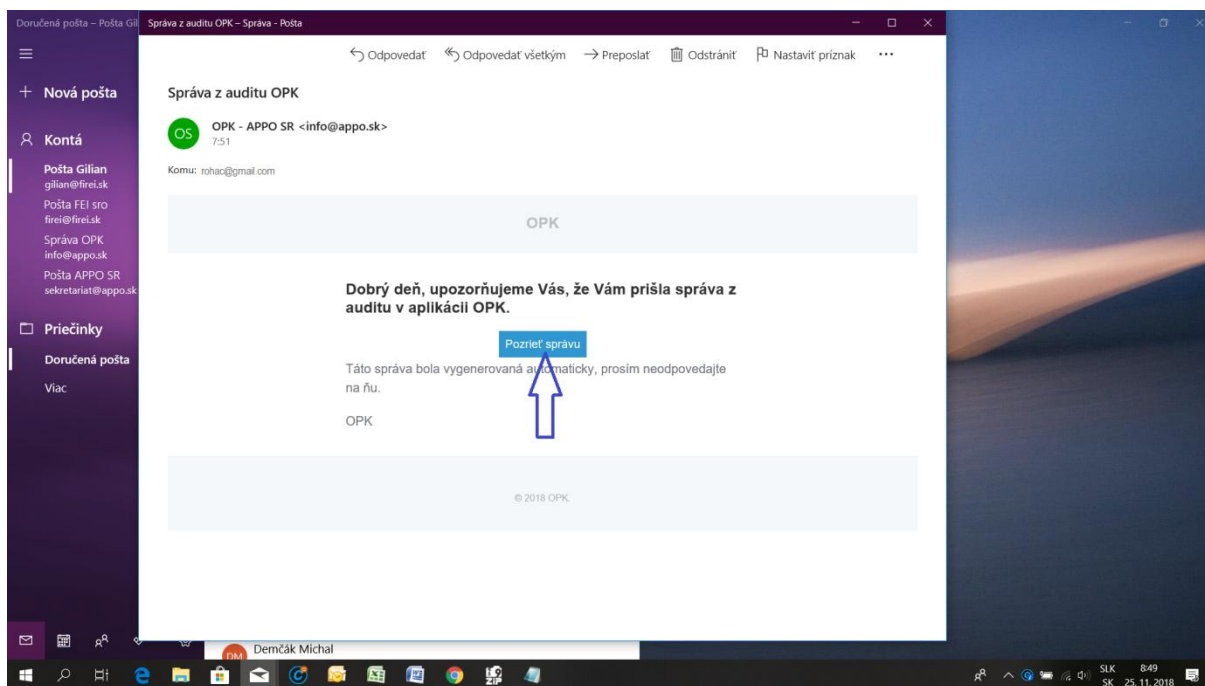 Doručená pošta – Pošta Gil
Správa z auditu OPK – Správa - Pošta
Odpovedať
Odpovedať všetkým
Preposlať
Odstrániť
Nastaviť príznak
Nová pošta
Kontá
Pošta Gilian
gilian@firei.sk
Pošta FEI sro
firei@firei.sk
Správa OPK
info@appo.sk
Pošta APPO SR
sekretariat@appo.sk
Priečinky
Doručená pošta
Viac
Správa z auditu OPK
OS
OPK - APPO SR <info@appo.sk>
7:51
Komu: rohac@gmail.com
OPK
Dobrý deň, upozorňujeme Vás, že Vám prišla správa z
auditu v aplikácii OPK.
Pozrieť správu
Táto správa bola vygenerovaná automaticky, prosím neodpovedajte
na ňu.
OPK
© 2018 OPK.
DM
Demčák Michal
ZIP
SLK
SK
8:49
25. 11. 2018